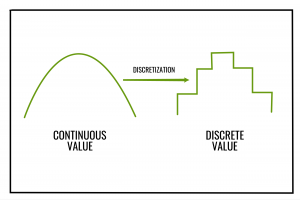 DISCRETIZATION
CONTINUOUS
VALUE
DISCRETE
VALUE